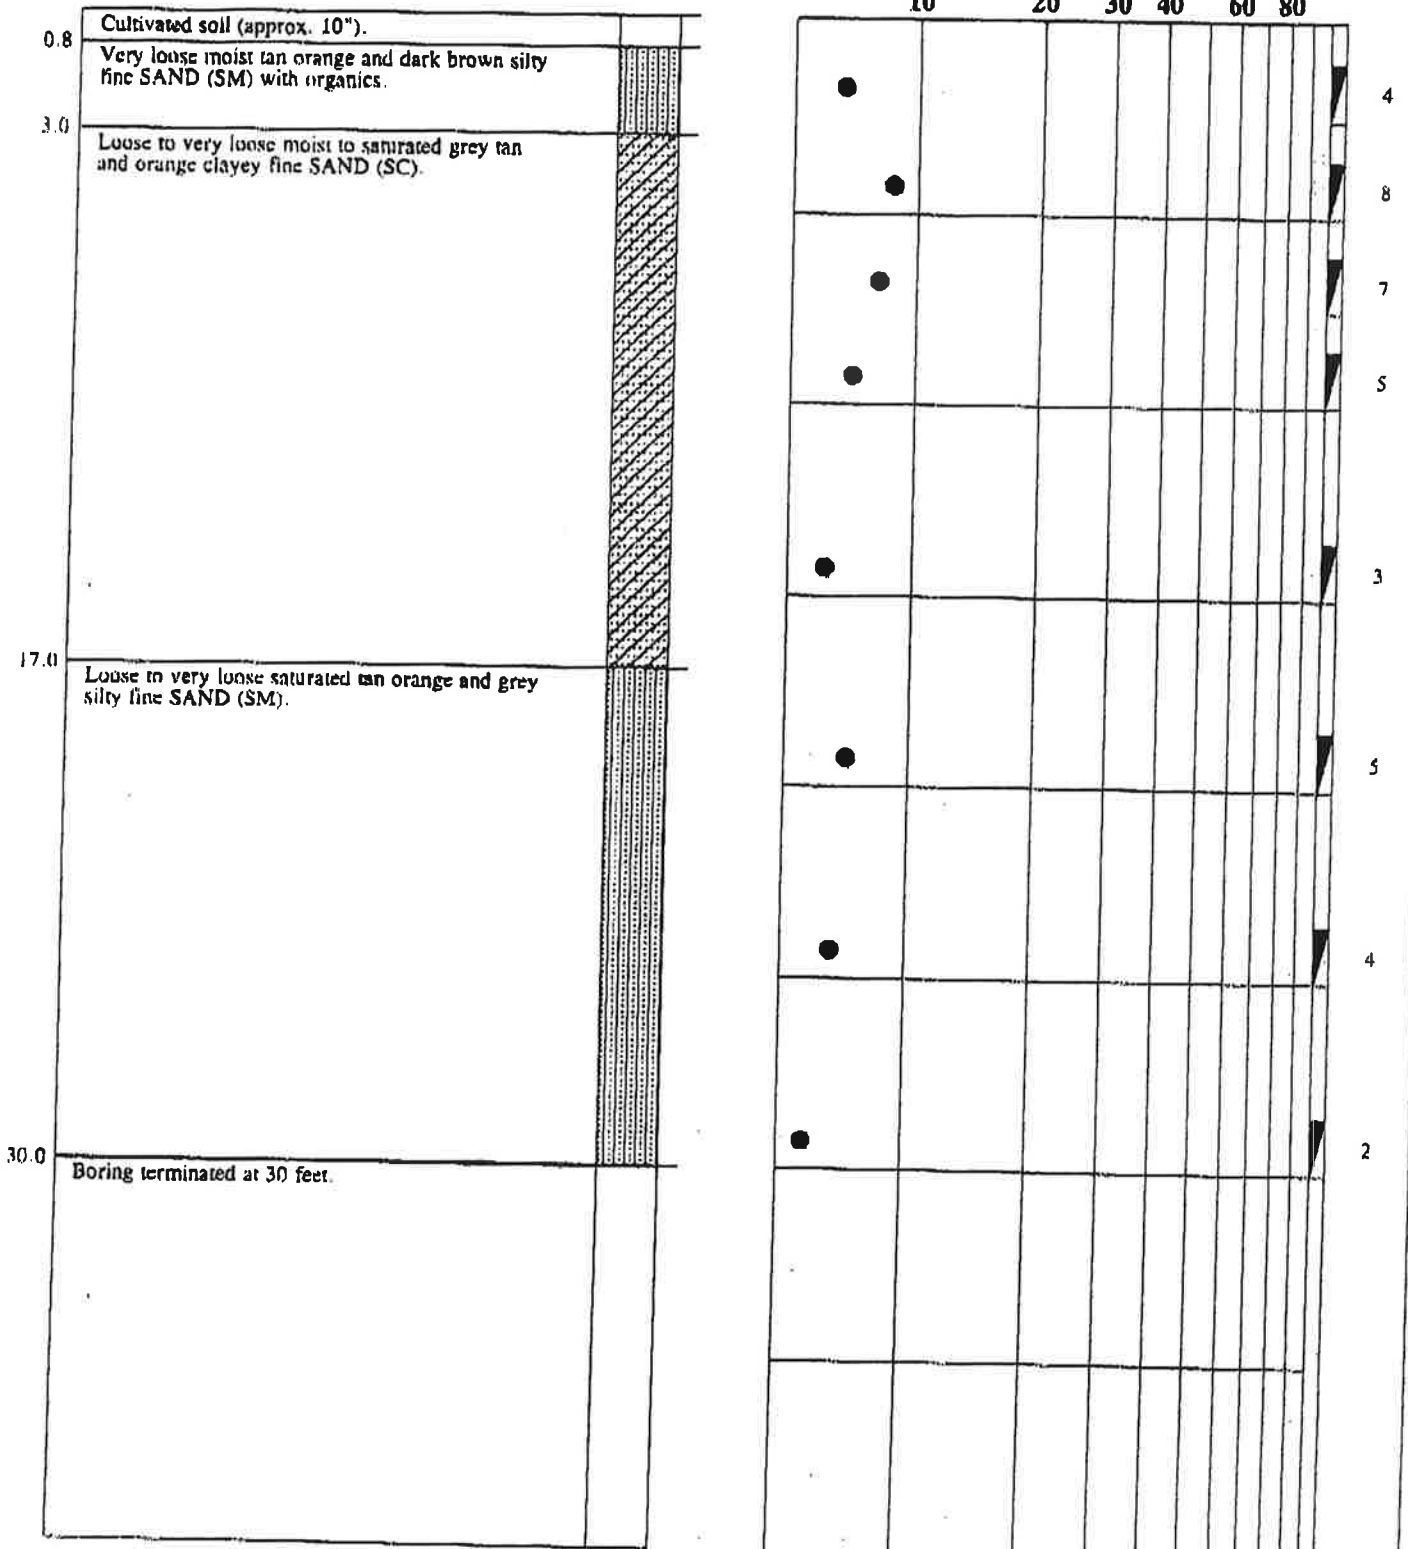 10 20 30 40 60 80
Cultivated soil (approx. 10").
0.8
Very loose moist tan orange and dark brown silty
fine SAND (SM) with organics.
4
3.0
Loose to very loose moist to saturated grey tan
and orange clayey fine SAND (SC).
8
7
5
3
17.0
Loose to very loose saturated tan orange and grey
silty fine SAND (SM).
5
4
30.0
2
Boring terminated at 30 feet.